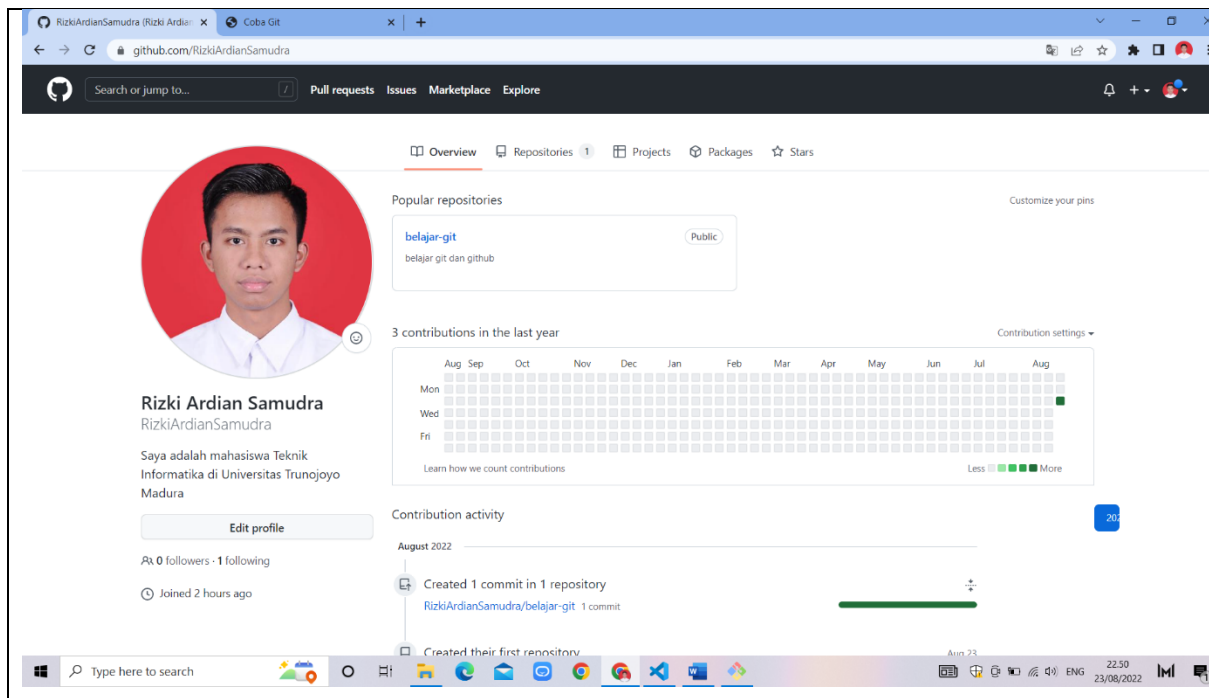 RizkiArdianSamudra (Rizki Ardian
Coba Git
github.com/RizkiArdianSamudra
Search or jump to...
/
Pull requests Issues Marketplace Explore
Overview Repositories 1 Projects Packages Stars
Popular repositories
Customize your pins
belajar-git Public
belajar git dan github
3 contributions in the last year
Contribution settings
Aug Sep Oct Nov Dec Jan Feb Mar Apr May Jun Jul Aug
Mon
Wed
Fri
Learn how we count contributions
Less More
Rizki Ardian Samudra
RizkiArdianSamudra
Saya adalah mahasiswa Teknik
Informatika di Universitas Trunojoyo
Madura
Edit profile
0 followers · 1 following
Joined 2 hours ago
Contribution activity
202
August 2022
Created 1 commit in 1 repository
RizkiArdianSamudra/belajar-git 1 commit
Created their first repository
Aug 23
Type here to search
ENG
22.50
23/08/2022